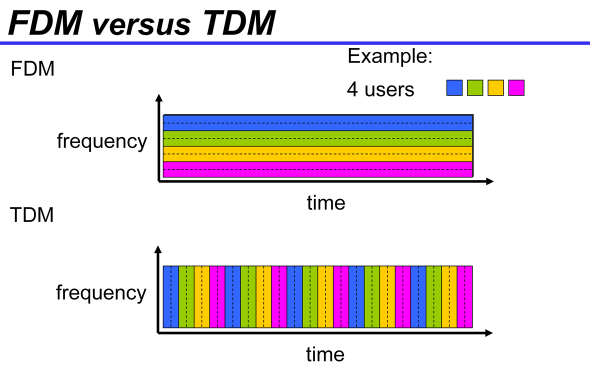 FDM versus TDM
Example:
FDM
4 users
frequency
time
TDM
frequency
time